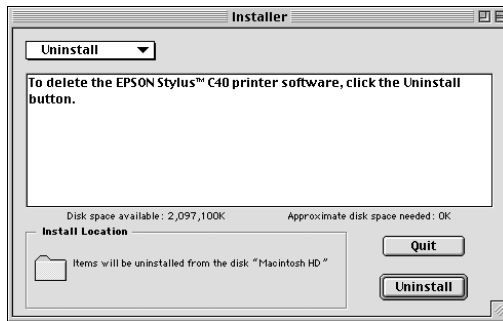 Installer
Uninstall
To delete the EPSON Stylus™ C40 printer software, click the Uninstall
button.
Disk space available: 2,097,100K Approximate disk space needed: 0K
Install Location
Items will be uninstalled from the disk "Macintosh HD"
Quit
Uninstall